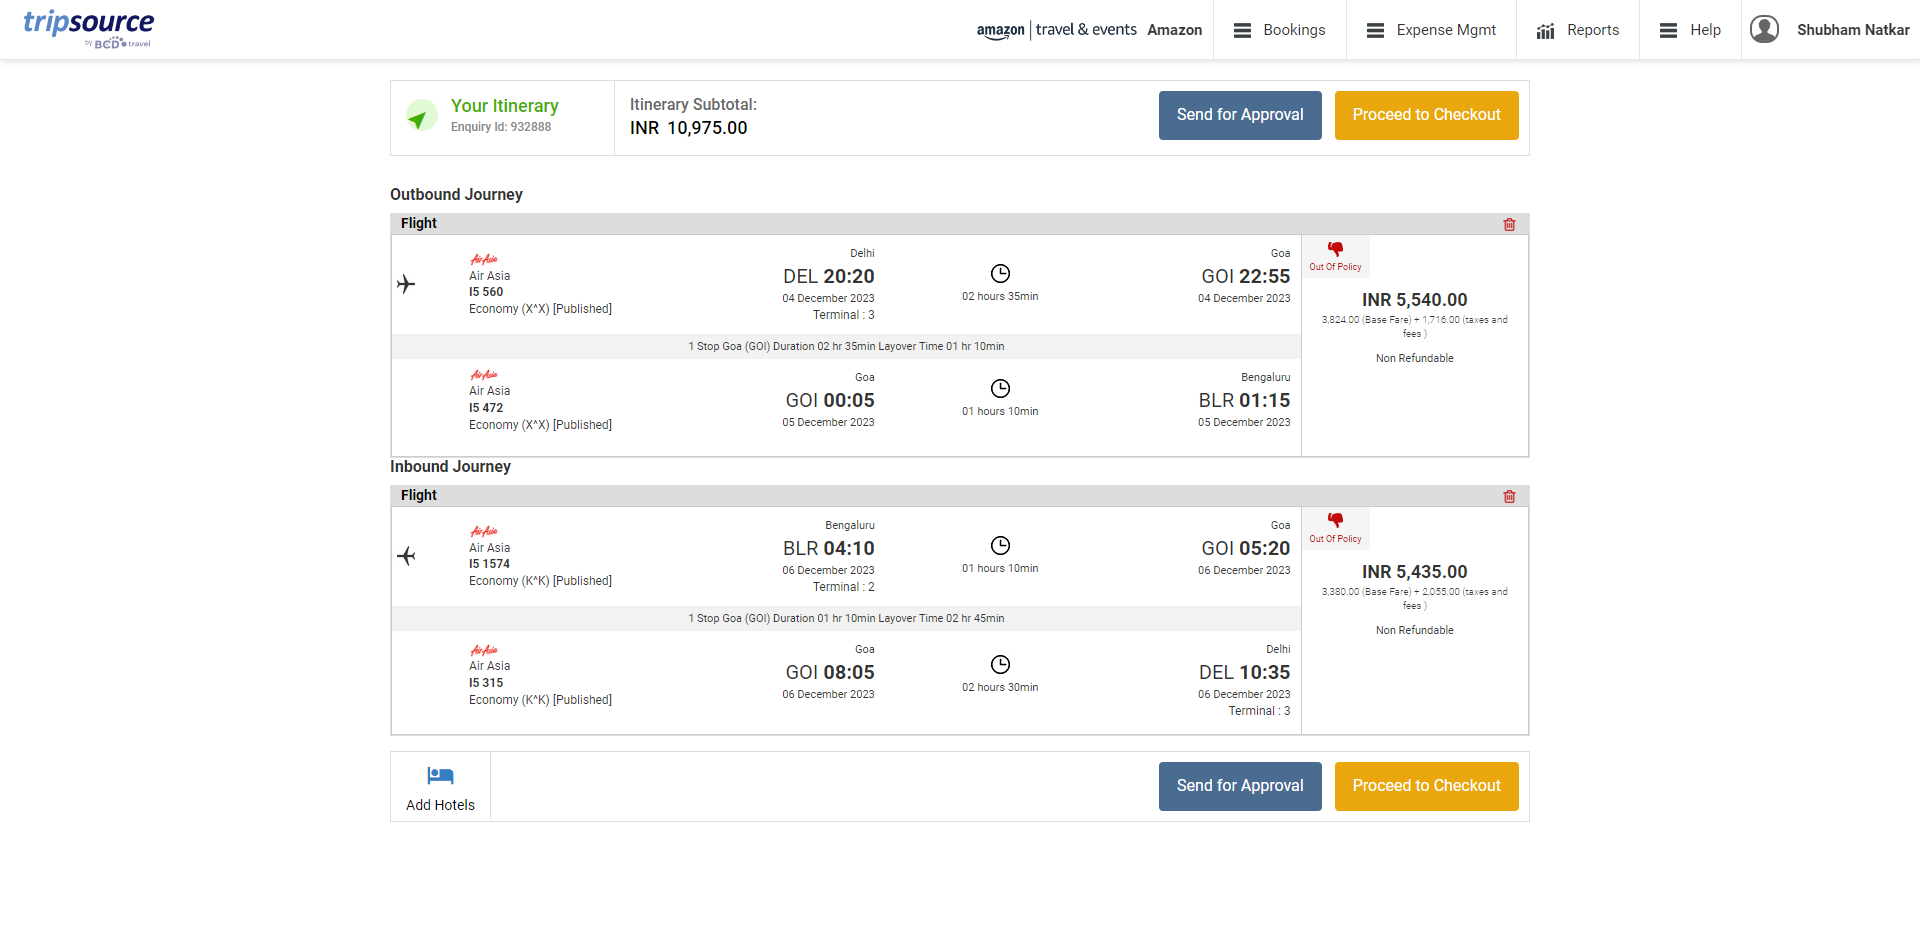 tripsource
by BCD travel
amazon travel & events Amazon
Bookings
Expense Mgmt
Reports
Help
Shubham Natkar
Your Itinerary
Enquiry Id: 932888
Itinerary Subtotal:
INR 10,975.00
Send for Approval
Proceed to Checkout
Outbound Journey
Flight
AirAsia
Air Asia
I5 560
Economy (X^X) [Published]
Delhi
DEL 20:20
04 December 2023
Terminal : 3
02 hours 35min
Goa
GOI 22:55
04 December 2023
Out Of Policy
INR 5,540.00
3,824.00 (Base Fare) + 1,716.00 (taxes and
fees )
Non Refundable
1 Stop Goa (GOI) Duration 02 hr 35min Layover Time 01 hr 10min
AirAsia
Air Asia
I5 472
Economy (X^X) [Published]
Goa
GOI 00:05
05 December 2023
01 hours 10min
Bengaluru
BLR 01:15
05 December 2023
Inbound Journey
Flight
AirAsia
Air Asia
I5 1574
Economy (K^K) [Published]
Bengaluru
BLR 04:10
06 December 2023
Terminal : 2
01 hours 10min
Goa
GOI 05:20
06 December 2023
Out Of Policy
INR 5,435.00
3,380.00 (Base Fare) + 2,055.00 (taxes and
fees )
Non Refundable
1 Stop Goa (GOI) Duration 01 hr 10min Layover Time 02 hr 45min
AirAsia
Air Asia
I5 315
Economy (K^K) [Published]
Goa
GOI 08:05
06 December 2023
02 hours 30min
Delhi
DEL 10:35
06 December 2023
Terminal : 3
Add Hotels
Send for Approval
Proceed to Checkout